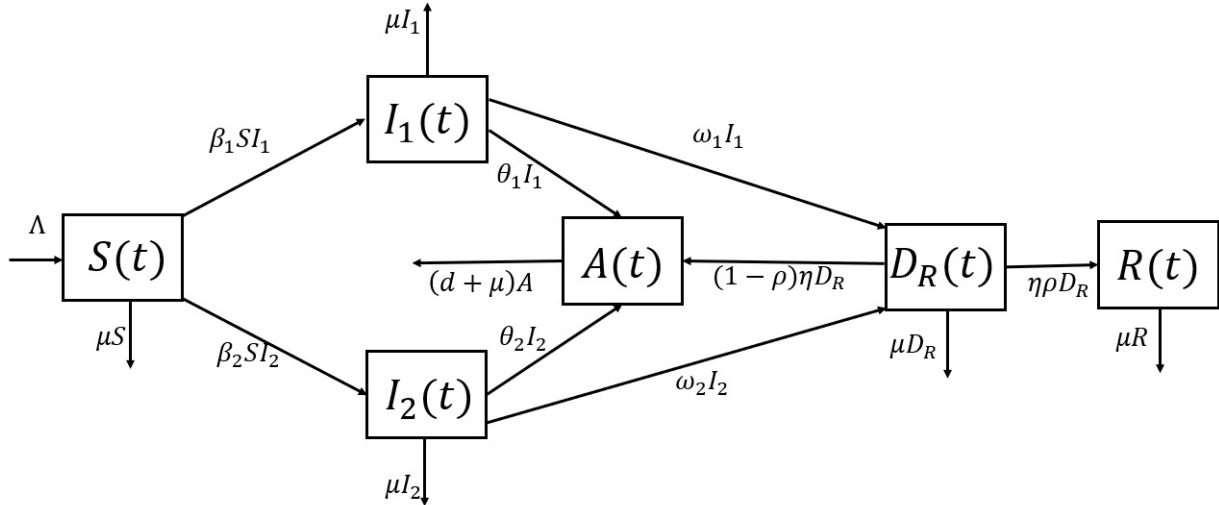 μI₁
I₁(t)
β₁SI₁
ω₁I₁
θ₁I₁
Λ
S(t)
A(t)
D_R(t)
R(t)
(d + μ)A
(1 − ρ)ηD_R
ηρD_R
μS
β₂SI₂
θ₂I₂
μD_R
μR
I₂(t)
ω₂I₂
μI₂